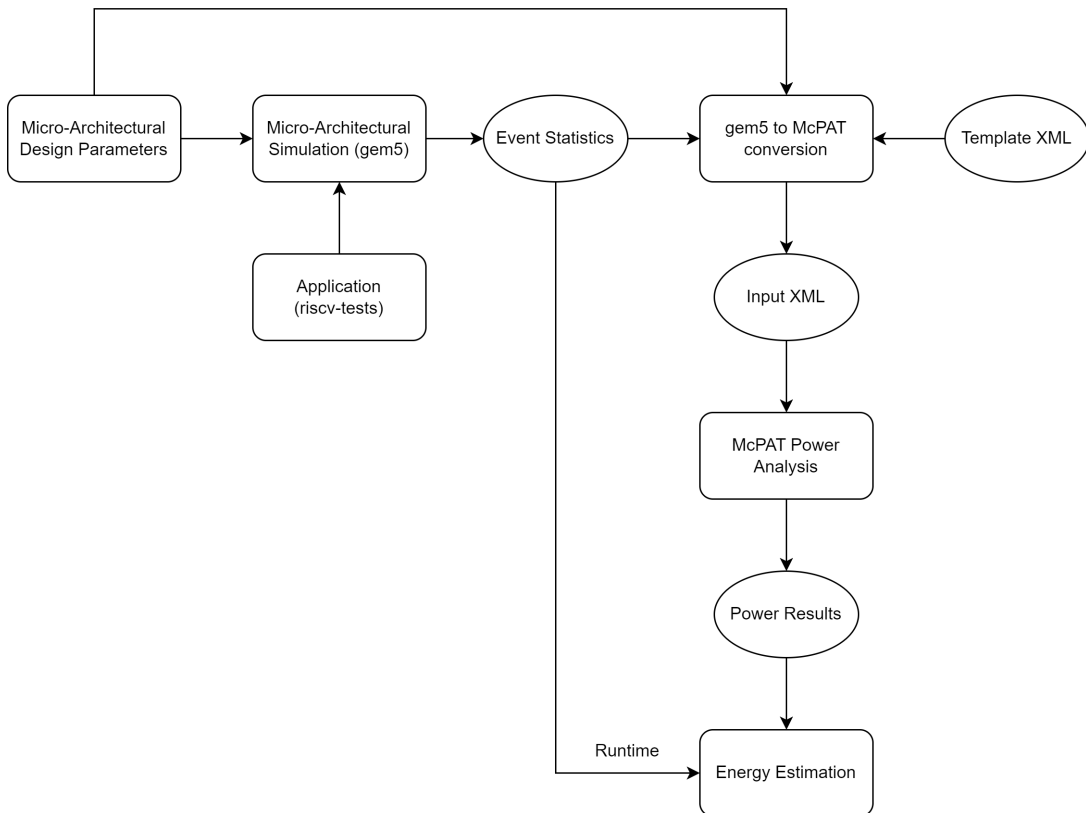 Micro-Architectural
Design Parameters
Micro-Architectural
Simulation (gem5)
Event Statistics
gem5 to McPAT
conversion
Template XML
Application
(riscv-tests)
Input XML
McPAT Power
Analysis
Power Results
Runtime
Energy Estimation